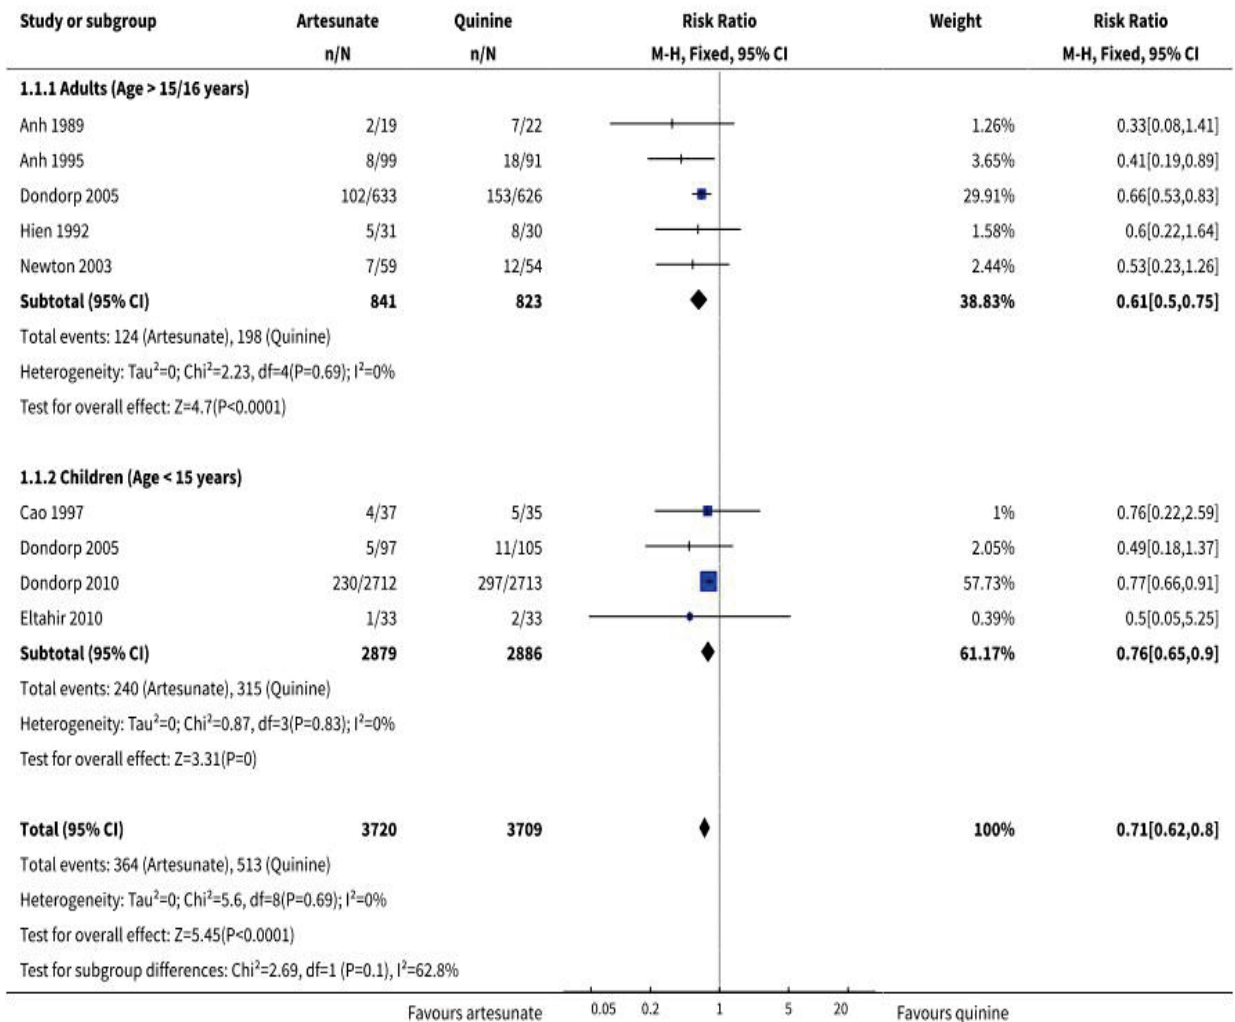 Study or subgroup Artesunate Quinine Risk Ratio Weight Risk Ratio
n/N n/N M-H, Fixed, 95% CI M-H, Fixed, 95% CI
1.1.1 Adults (Age > 15/16 years)
Anh 1989 2/19 7/22 1.26% 0.33[0.08,1.41]
Anh 1995 8/99 18/91 3.65% 0.41[0.19,0.89]
Dondorp 2005 102/633 153/626 29.91% 0.66[0.53,0.83]
Hien 1992 5/31 8/30 1.58% 0.6[0.22,1.64]
Newton 2003 7/59 12/54 2.44% 0.53[0.23,1.26]
Subtotal (95% CI) 841 823 38.83% 0.61[0.5,0.75]
Total events: 124 (Artesunate), 198 (Quinine)
Heterogeneity: Tau²=0; Chi²=2.23, df=4(P=0.69); I²=0%
Test for overall effect: Z=4.7(P<0.0001)
1.1.2 Children (Age < 15 years)
Cao 1997 4/37 5/35 1% 0.76[0.22,2.59]
Dondorp 2005 5/97 11/105 2.05% 0.49[0.18,1.37]
Dondorp 2010 230/2712 297/2713 57.73% 0.77[0.66,0.91]
Eltahir 2010 1/33 2/33 0.39% 0.5[0.05,5.25]
Subtotal (95% CI) 2879 2886 61.17% 0.76[0.65,0.9]
Total events: 240 (Artesunate), 315 (Quinine)
Heterogeneity: Tau²=0; Chi²=0.87, df=3(P=0.83); I²=0%
Test for overall effect: Z=3.31(P=0)
Total (95% CI) 3720 3709 100% 0.71[0.62,0.8]
Total events: 364 (Artesunate), 513 (Quinine)
Heterogeneity: Tau²=0; Chi²=5.6, df=8(P=0.69); I²=0%
Test for overall effect: Z=5.45(P<0.0001)
Test for subgroup differences: Chi²=2.69, df=1 (P=0.1), I²=62.8%
Favours artesunate 0.05 0.2 1 5 20 Favours quinine